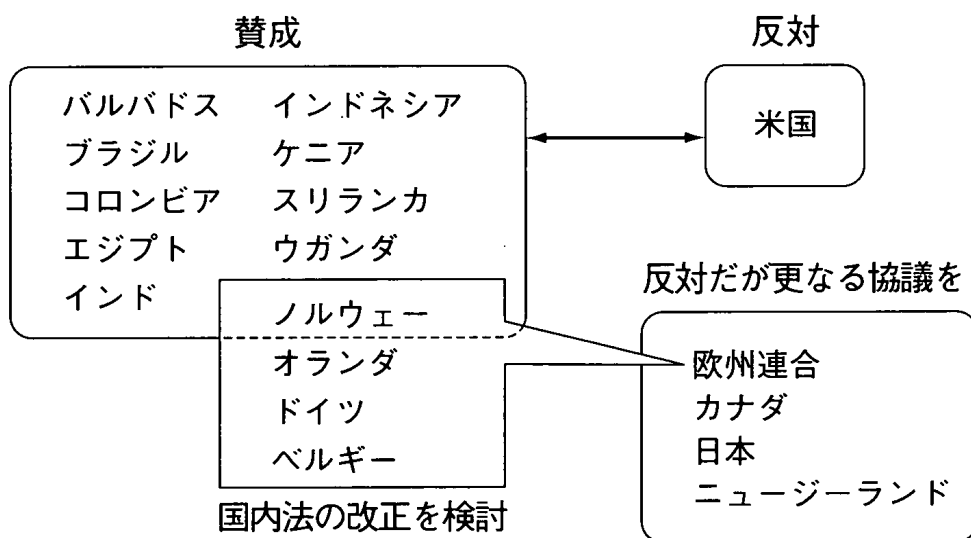 賛成
バルバドス インドネシア
ブラジル ケニア
コロンビア スリランカ
エジプト ウガンダ
インド
ノルウェー
オランダ
ドイツ
ベルギー
国内法の改正を検討
反対
米国
反対だが更なる協議を
欧州連合
カナダ
日本
ニュージーランド